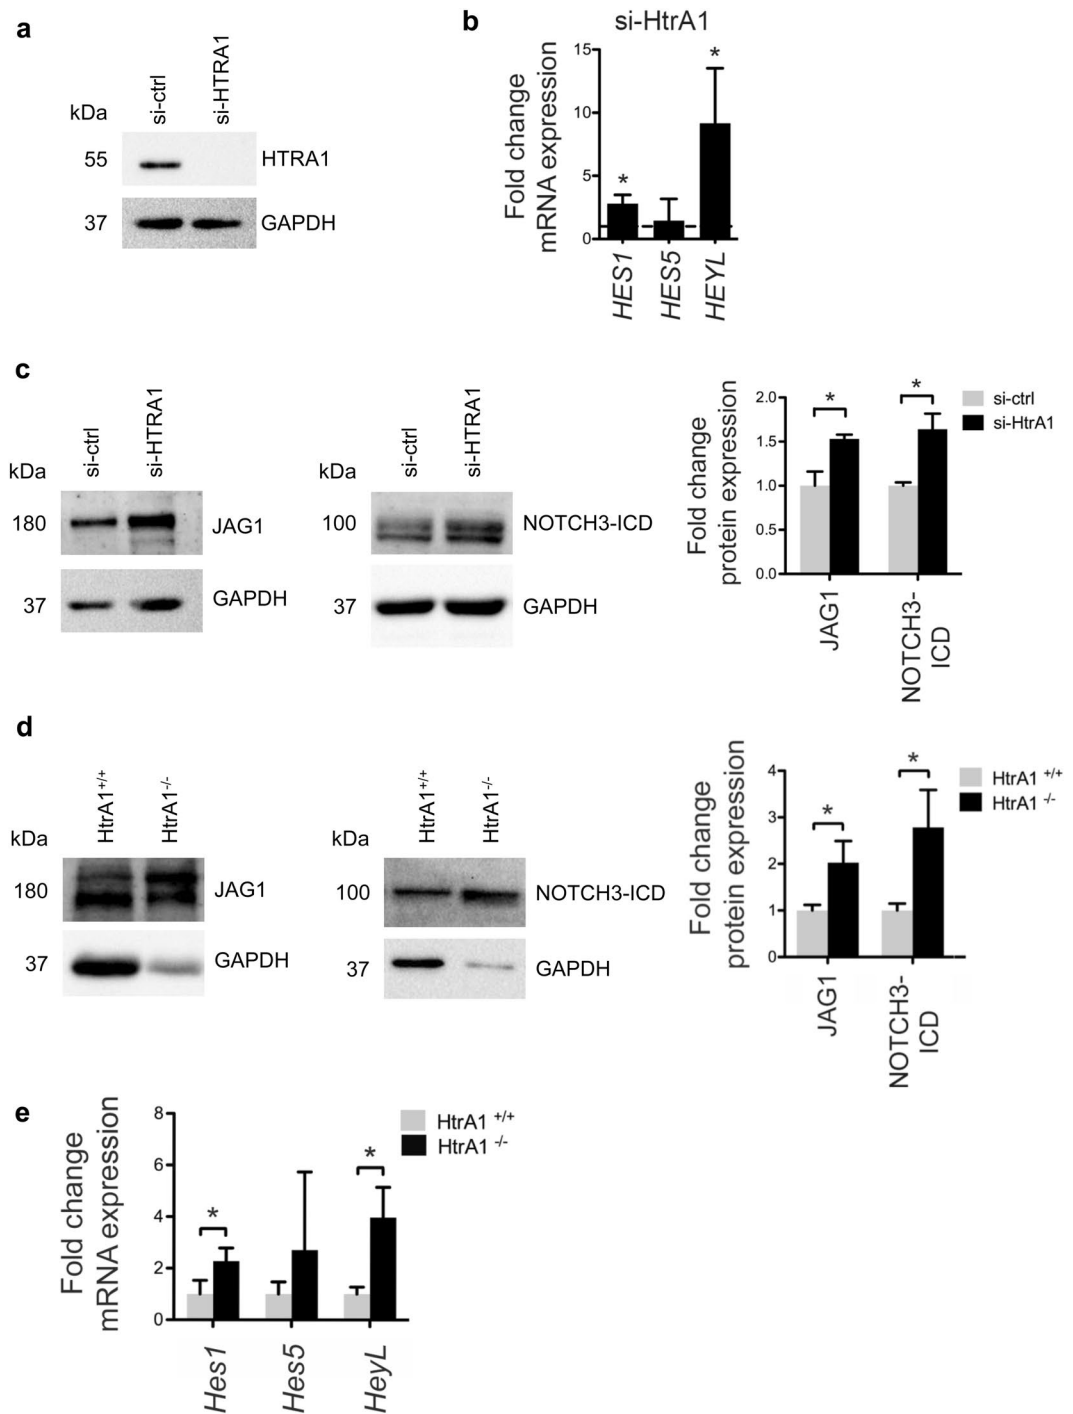 a
si-ctrl
si-HTRA1
kDa
55
HTRA1
37
GAPDH
b
si-HtrA1
Fold change
mRNA expression
15
10
5
0
*
*
HES1
HES5
HEYL
c
si-ctrl
si-HTRA1
kDa
180
JAG1
37
GAPDH
si-ctrl
si-HTRA1
kDa
100
NOTCH3-ICD
37
GAPDH
Fold change
protein expression
2.0
1.5
1.0
0.5
0.0
*
*
si-ctrl
si-HtrA1
JAG1
NOTCH3-
ICD
d
HtrA1+/+
HtrA1-/-
kDa
180
JAG1
37
GAPDH
HtrA1+/+
HtrA1-/-
kDa
100
NOTCH3-ICD
37
GAPDH
Fold change
protein expression
4
3
2
1
0
*
*
HtrA1 +/+
HtrA1 -/-
JAG1
NOTCH3-
ICD
e
Fold change
mRNA expression
8
6
4
2
0
*
*
HtrA1 +/+
HtrA1 -/-
Hes1
Hes5
HeyL